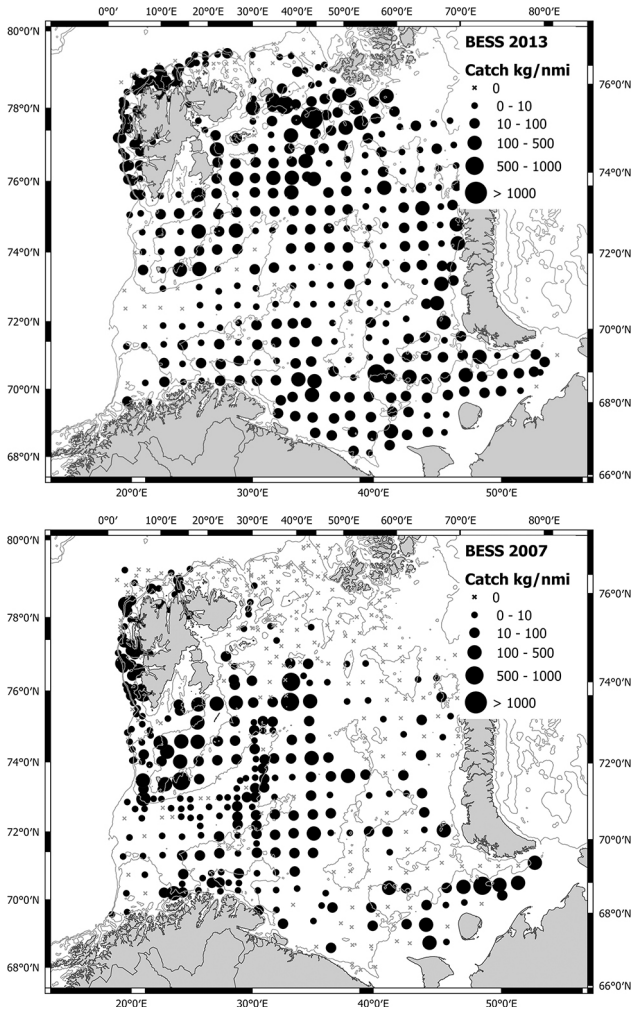 0°0' 10°0'E 20°0'E 30°0'E 40°0'E 50°0'E 60°0'E 70°0'E 80°0'E
80°0'N
BESS 2013
Catch kg/nmi
× 0
0 - 10
10 - 100
100 - 500
500 - 1000
> 1000
76°0'N
78°0'N
74°0'N
76°0'N
72°0'N
74°0'N
70°0'N
72°0'N
68°0'N
70°0'N
66°0'N
68°0'N
20°0'E 30°0'E 40°0'E 50°0'E
0°0' 10°0'E 20°0'E 30°0'E 40°0'E 50°0'E 60°0'E 70°0'E 80°0'E
80°0'N
BESS 2007
Catch kg/nmi
× 0
0 - 10
10 - 100
100 - 500
500 - 1000
> 1000
76°0'N
78°0'N
74°0'N
76°0'N
72°0'N
74°0'N
70°0'N
72°0'N
68°0'N
70°0'N
66°0'N
68°0'N
20°0'E 30°0'E 40°0'E 50°0'E